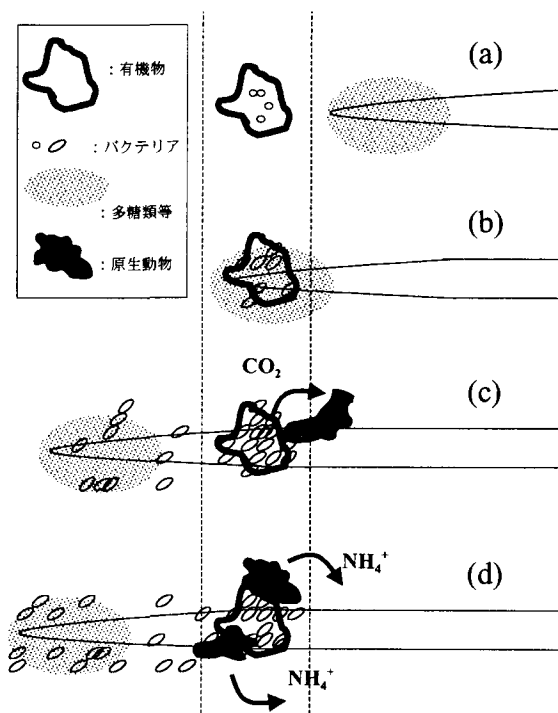 : 有機物
: バクテリア
: 多糖類等
: 原生動物
(a)
(b)
CO₂
(c)
(d)
NH₄⁺
NH₄⁺